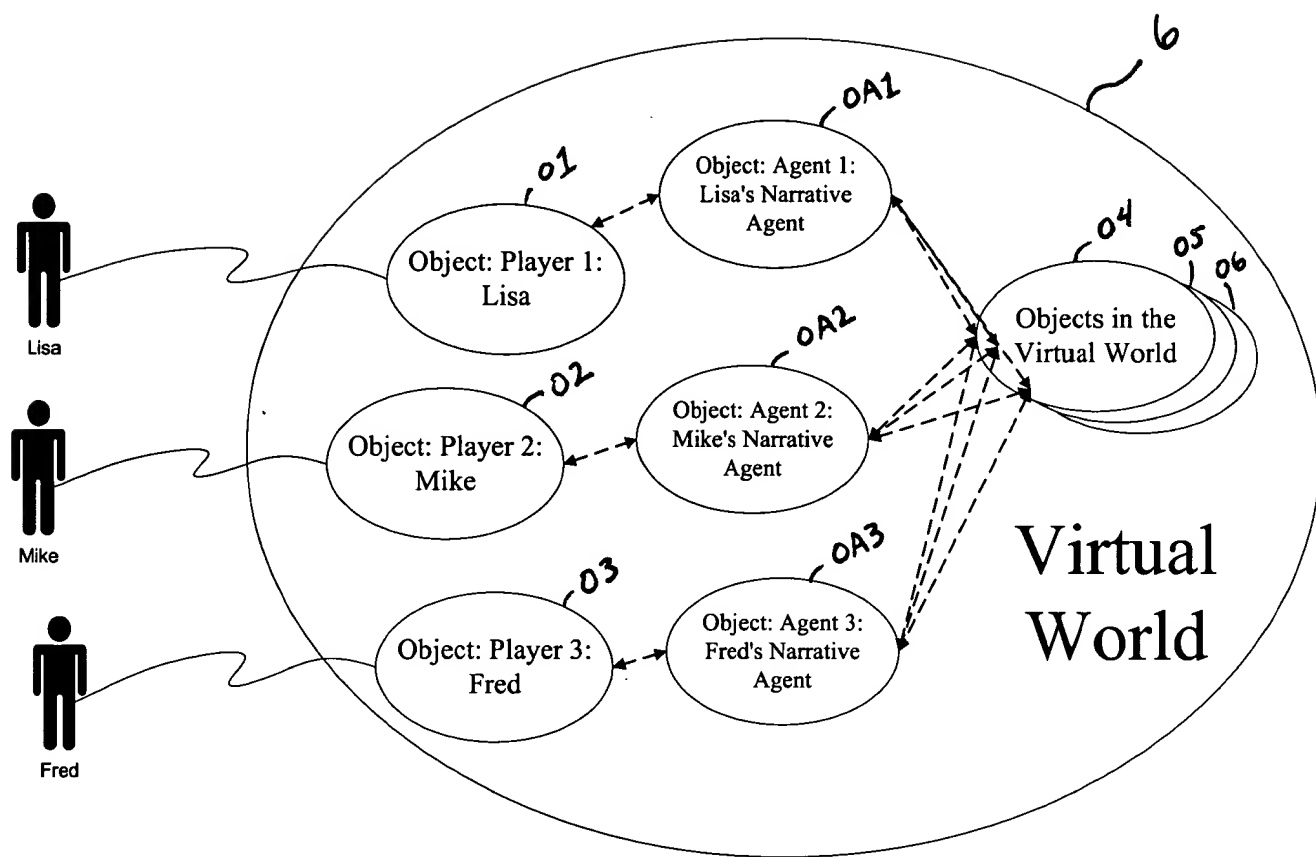 6
OA1
Object: Agent 1:
Lisa's Narrative
Agent
O1
Object: Player 1:
Lisa
Lisa
O4
O5
O6
Objects in the
Virtual World
OA2
Object: Agent 2:
Mike's Narrative
Agent
O2
Object: Player 2:
Mike
Mike
OA3
Object: Agent 3:
Fred's Narrative
Agent
O3
Object: Player 3:
Fred
Fred
Virtual
World